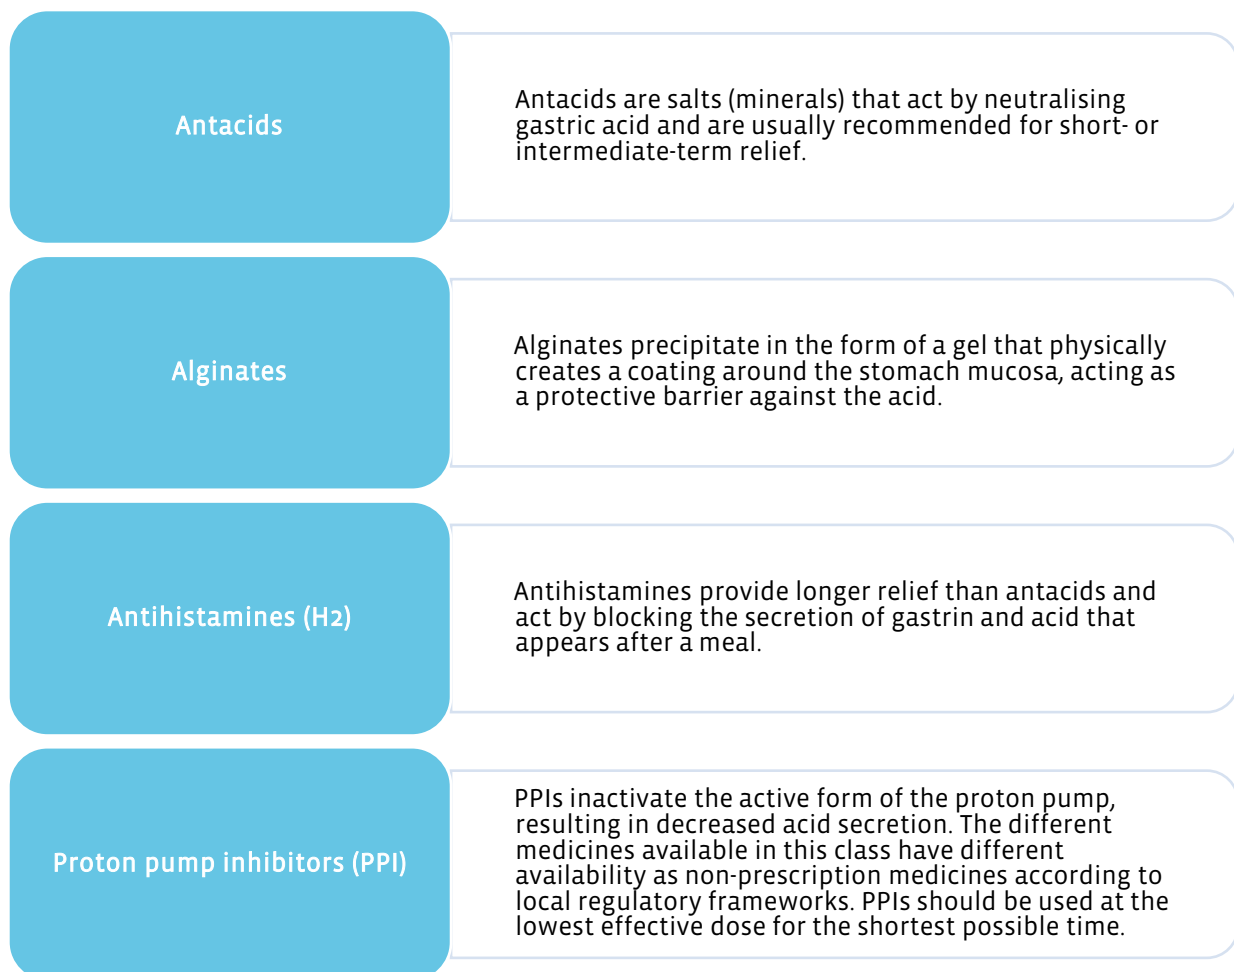 Antacids
Antacids are salts (minerals) that act by neutralising
gastric acid and are usually recommended for short- or
intermediate-term relief.
Alginates
Alginates precipitate in the form of a gel that physically
creates a coating around the stomach mucosa, acting as
a protective barrier against the acid.
Antihistamines (H2)
Antihistamines provide longer relief than antacids and
act by blocking the secretion of gastrin and acid that
appears after a meal.
Proton pump inhibitors (PPI)
PPIs inactivate the active form of the proton pump,
resulting in decreased acid secretion. The different
medicines available in this class have different
availability as non-prescription medicines according to
local regulatory frameworks. PPIs should be used at the
lowest effective dose for the shortest possible time.